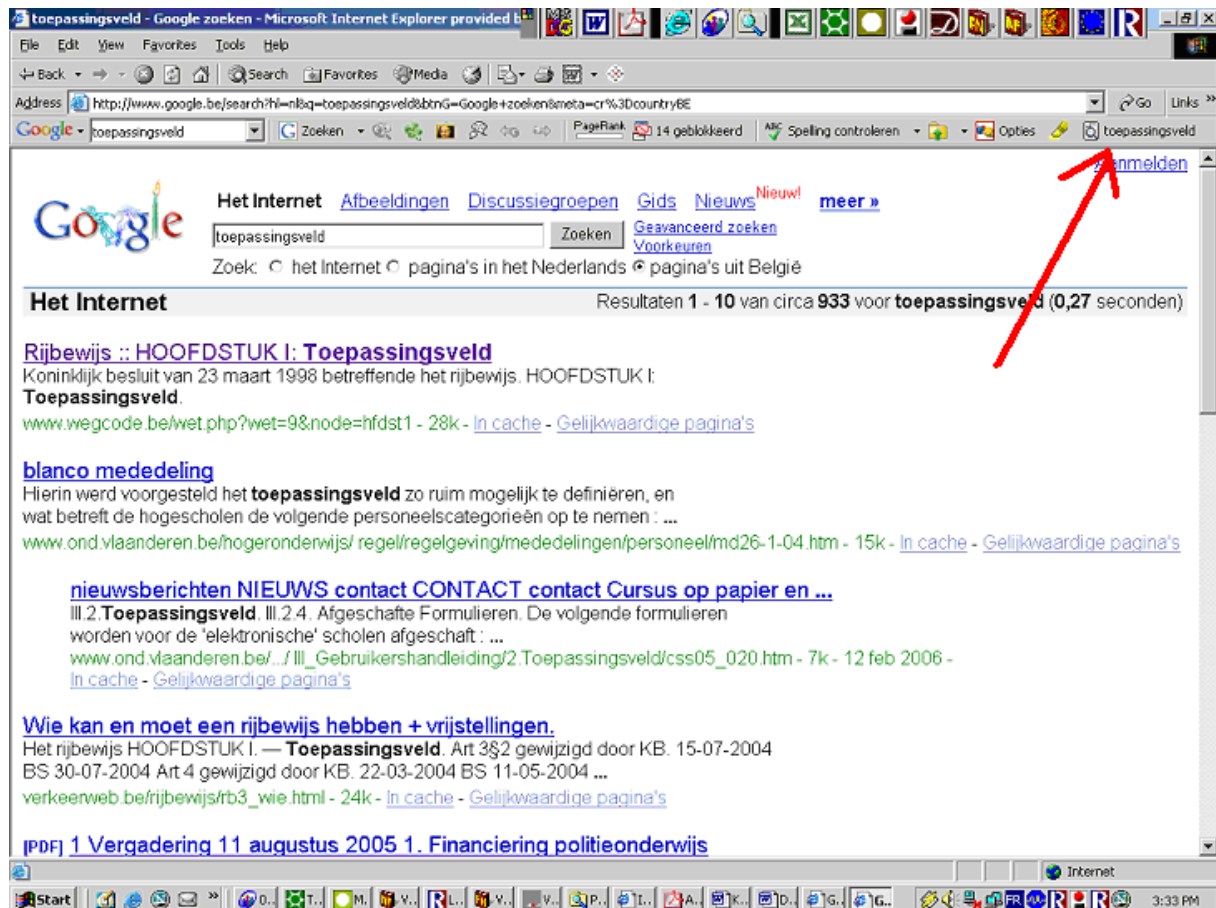 toepassingsveld - Google zoeken - Microsoft Internet Explorer provided b
File Edit View Favorites Tools Help
Back Search Favorites Media
Address http://www.google.be/search?hl=nl&q=toepassingsveld&btnG=Google+zoeken&meta=cr%3DcountryBE Go Links »
Google toepassingsveld Zoeken PageRank 14 geblokkeerd ABC Spelling controleren Opties toepassingsveld
Aanmelden
Google
Het Internet Afbeeldingen Discussiegroepen Gids Nieuws Nieuw! meer »
toepassingsveld Zoeken Geavanceerd zoeken
Voorkeuren
Zoek: het Internet pagina's in het Nederlands pagina's uit België
Het Internet Resultaten 1 - 10 van circa 933 voor toepassingsveld (0,27 seconden)
Rijbewijs :: HOOFDSTUK I: Toepassingsveld
Koninklijk besluit van 23 maart 1998 betreffende het rijbewijs. HOOFDSTUK I:
Toepassingsveld.
www.wegcode.be/wet.php?wet=9&node=hfdst1 - 28k - In cache - Gelijkwaardige pagina's
blanco mededeling
Hierin werd voorgesteld het toepassingsveld zo ruim mogelijk te definiëren, en
wat betreft de hogescholen de volgende personeelscategorieën op te nemen : ...
www.ond.vlaanderen.be/hogeronderwijs/ regel/regelgeving/mededelingen/personeel/md26-1-04.htm - 15k - In cache - Gelijkwaardige pagina's
nieuwsberichten NIEUWS contact CONTACT contact Cursus op papier en ...
III.2.Toepassingsveld. III.2.4. Afgeschafte Formulieren. De volgende formulieren
worden voor de 'elektronische' scholen afgeschaft : ...
www.ond.vlaanderen.be/.../ III_Gebruikershandleiding/2.Toepassingsveld/css05_020.htm - 7k - 12 feb 2006 -
In cache - Gelijkwaardige pagina's
Wie kan en moet een rijbewijs hebben + vrijstellingen.
Het rijbewijs HOOFDSTUK I. — Toepassingsveld. Art 3§2 gewijzigd door KB. 15-07-2004
BS 30-07-2004 Art 4 gewijzigd door KB. 22-03-2004 BS 11-05-2004 ...
verkeerweb.be/rijbewijs/rb3_wie.html - 24k - In cache - Gelijkwaardige pagina's
[PDF] 1 Vergadering 11 augustus 2005 1. Financiering politieonderwijs
Internet
Start » O.. T.. M.. V.. L.. V.. V.. P.. I.. A.. K.. D.. G.. G.. FR 3:33 PM